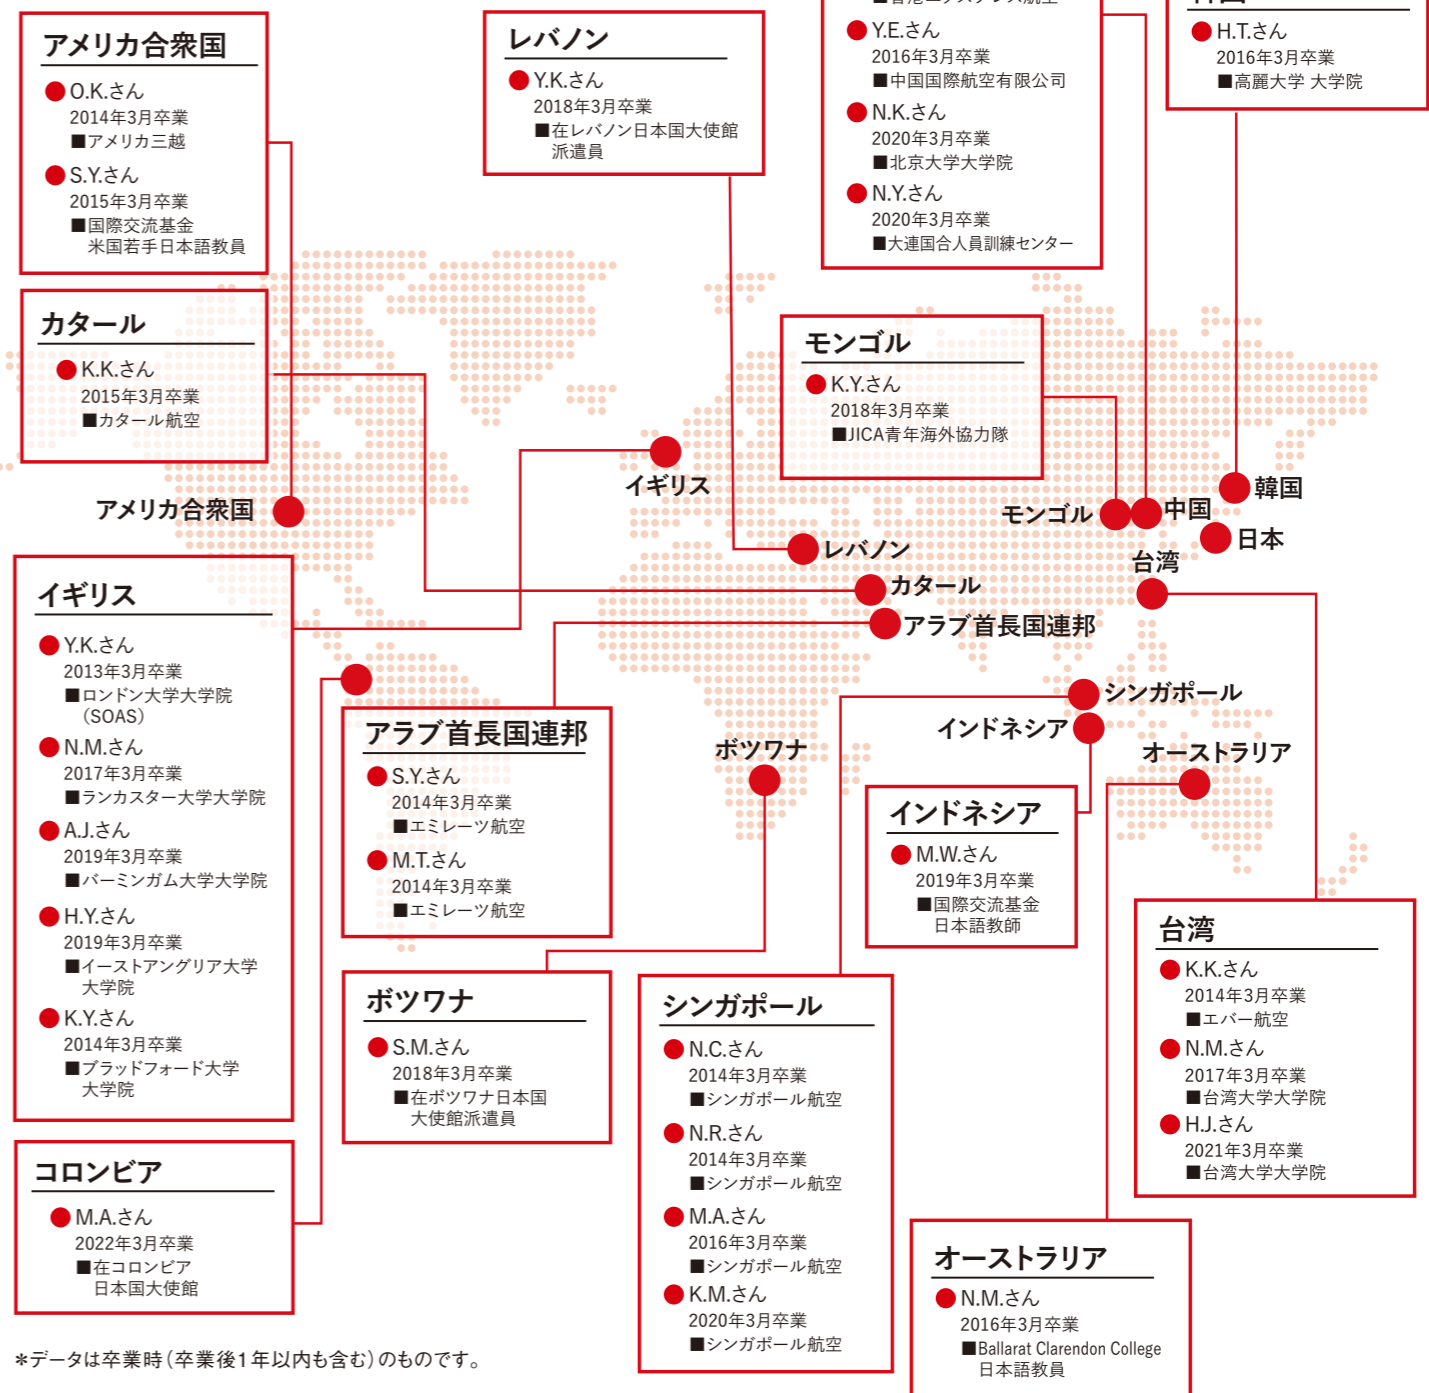 アメリカ合衆国
O.K.さん
2014年3月卒業
■アメリカ三越
S.Y.さん
2015年3月卒業
■国際交流基金
米国若手日本語教員
レバノン
Y.K.さん
2018年3月卒業
■在レバノン日本国大使館
派遣員
Y.E.さん
2016年3月卒業
■中国国際航空有限公司
N.K.さん
2020年3月卒業
■北京大学大学院
N.Y.さん
2020年3月卒業
■大連国合人員訓練センター
H.T.さん
2016年3月卒業
■高麗大学 大学院
カタール
K.K.さん
2015年3月卒業
■カタール航空
モンゴル
K.Y.さん
2018年3月卒業
■JICA青年海外協力隊
アメリカ合衆国
イギリス
モンゴル
中国
韓国
日本
レバノン
台湾
カタール
アラブ首長国連邦
シンガポール
インドネシア
ボツワナ
オーストラリア
イギリス
Y.K.さん
2013年3月卒業
■ロンドン大学大学院
（SOAS）
N.M.さん
2017年3月卒業
■ランカスター大学大学院
A.J.さん
2019年3月卒業
■バーミンガム大学大学院
H.Y.さん
2019年3月卒業
■イーストアングリア大学
大学院
K.Y.さん
2014年3月卒業
■ブラッドフォード大学
大学院
アラブ首長国連邦
S.Y.さん
2014年3月卒業
■エミレーツ航空
M.T.さん
2014年3月卒業
■エミレーツ航空
インドネシア
M.W.さん
2019年3月卒業
■国際交流基金
日本語教師
台湾
K.K.さん
2014年3月卒業
■エバー航空
N.M.さん
2017年3月卒業
■台湾大学大学院
H.J.さん
2021年3月卒業
■台湾大学大学院
ボツワナ
S.M.さん
2018年3月卒業
■在ボツワナ日本国
大使館派遣員
シンガポール
N.C.さん
2014年3月卒業
■シンガポール航空
N.R.さん
2014年3月卒業
■シンガポール航空
M.A.さん
2016年3月卒業
■シンガポール航空
K.M.さん
2020年3月卒業
■シンガポール航空
コロンビア
M.A.さん
2022年3月卒業
■在コロンビア
日本国大使館
オーストラリア
N.M.さん
2016年3月卒業
■Ballarat Clarendon College
日本語教員
＊データは卒業時（卒業後1年以内も含む）のものです。